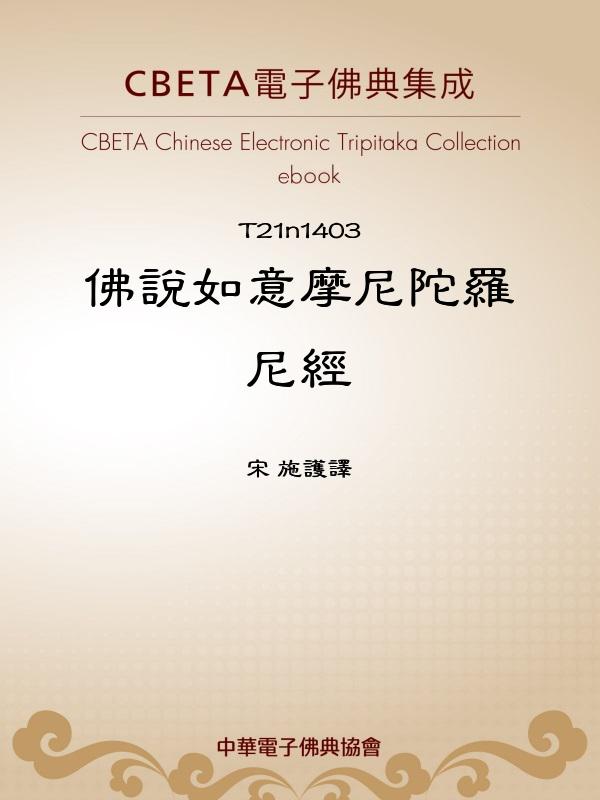 CBETA電子佛典集成
CBETA Chinese Electronic Tripitaka Collection
ebook
T21n1403
佛說如意摩尼陀羅
尼經
宋 施護譯
中華電子佛典協會